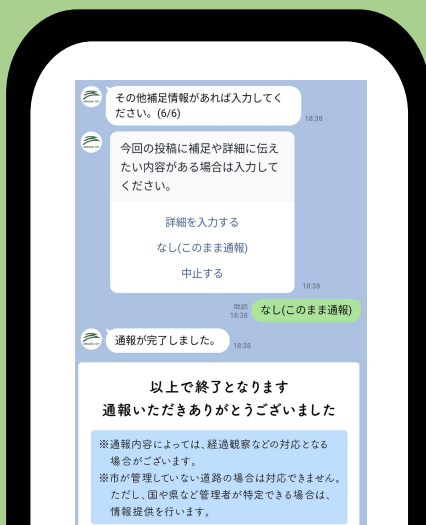 その他補足情報があれば入力してく
ださい。(6/6)
18:38
今回の投稿に補足や詳細に伝え
たい内容がある場合は入力して
ください。
詳細を入力する
なし(このまま通報)
中止する
18:38
既読
18:38
なし(このまま通報)
通報が完了しました。
18:38
以上で終了となります
通報いただきありがとうございました
※通報内容によっては、経過観察などの対応となる
場合がございます。
※市が管理していない道路の場合は対応できません。
ただし、国や県など管理者が特定できる場合は、
情報提供を行います。